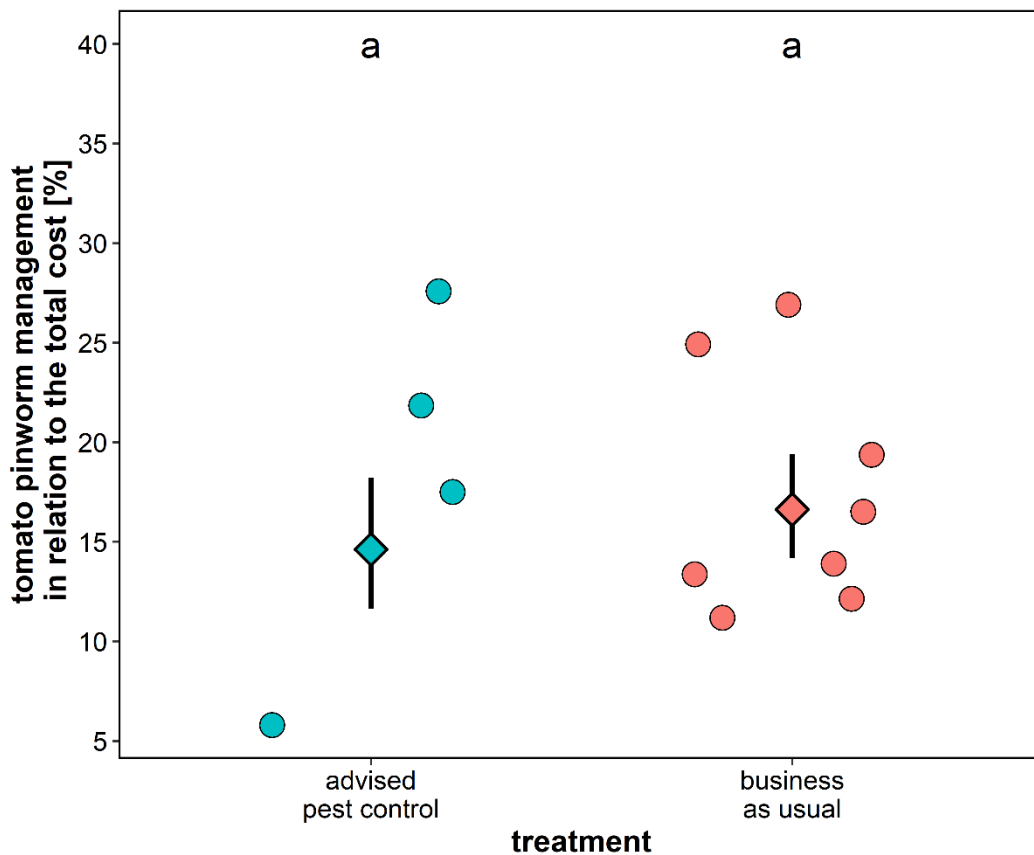 a a
40
35
30
25
20
15
10
5
tomato pinworm management
in relation to the total cost [%]
advised
pest control
business
as usual
treatment